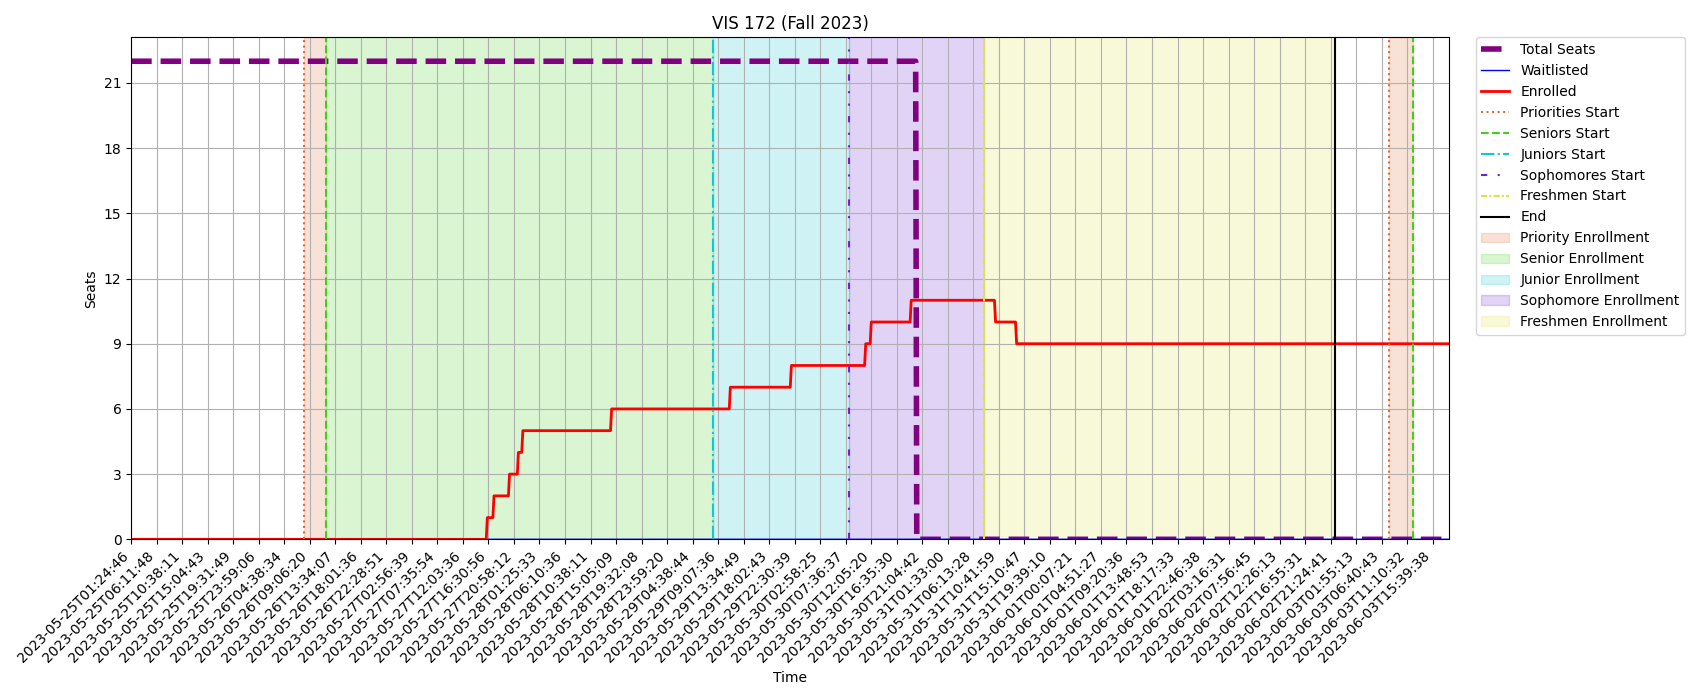 VIS 172 (Fall 2023)
Seats
21
18
15
12
9
6
3
0
2023-05-25T01:24:46
2023-05-25T06:11:48
2023-05-25T10:38:11
2023-05-25T15:04:43
2023-05-25T19:31:49
2023-05-25T23:59:06
2023-05-26T04:38:34
2023-05-26T09:06:20
2023-05-26T13:34:07
2023-05-26T18:01:36
2023-05-26T22:28:51
2023-05-27T02:56:39
2023-05-27T07:35:54
2023-05-27T12:03:36
2023-05-27T16:30:56
2023-05-27T20:58:12
2023-05-28T01:25:33
2023-05-28T06:10:36
2023-05-28T10:38:11
2023-05-28T15:05:09
2023-05-28T19:32:08
2023-05-28T23:59:20
2023-05-29T04:38:44
2023-05-29T09:07:36
2023-05-29T13:34:49
2023-05-29T18:02:43
2023-05-29T22:30:39
2023-05-30T02:58:25
2023-05-30T07:36:37
2023-05-30T12:05:20
2023-05-30T16:35:30
2023-05-30T21:04:42
2023-05-31T01:33:00
2023-05-31T06:13:28
2023-05-31T10:41:59
2023-05-31T15:10:47
2023-05-31T19:39:10
2023-06-01T00:07:21
2023-06-01T04:51:27
2023-06-01T09:20:36
2023-06-01T13:48:53
2023-06-01T18:17:33
2023-06-01T22:46:38
2023-06-02T03:16:31
2023-06-02T07:56:45
2023-06-02T12:26:13
2023-06-02T16:55:31
2023-06-02T21:24:41
2023-06-03T01:55:13
2023-06-03T06:40:43
2023-06-03T11:10:32
2023-06-03T15:39:38
Time
Total Seats
Waitlisted
Enrolled
Priorities Start
Seniors Start
Juniors Start
Sophomores Start
Freshmen Start
End
Priority Enrollment
Senior Enrollment
Junior Enrollment
Sophomore Enrollment
Freshmen Enrollment